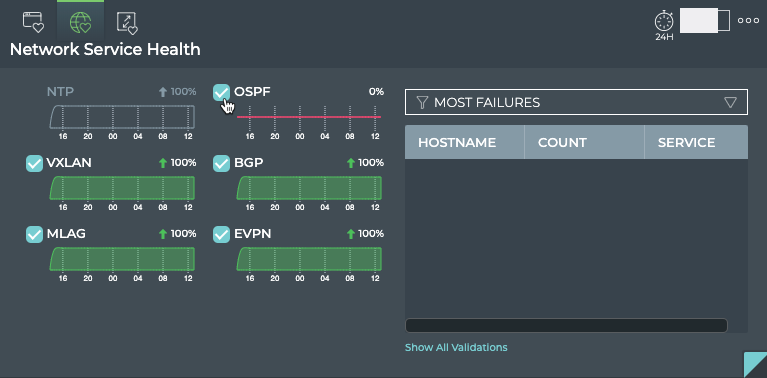 24H
Network Service Health
NTP 100%
16 20 00 04 08 12
OSPF 0%
16 20 00 04 08 12
VXLAN 100%
16 20 00 04 08 12
BGP 100%
16 20 00 04 08 12
MLAG 100%
16 20 00 04 08 12
EVPN 100%
16 20 00 04 08 12
MOST FAILURES
HOSTNAME COUNT SERVICE
Show All Validations